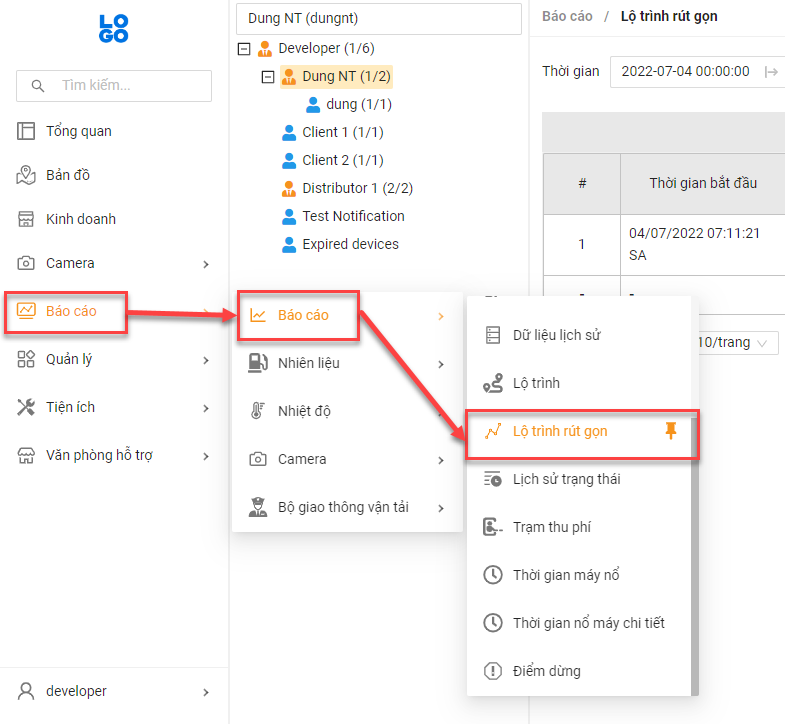 LO
GO
Tìm kiếm...
Tổng quan
Bản đồ
Kinh doanh
Camera
Báo cáo
Quản lý
Tiện ích
Văn phòng hỗ trợ
developer
Dung NT (dungnt)
Developer (1/6)
Dung NT (1/2)
dung (1/1)
Client 1 (1/1)
Client 2 (1/1)
Distributor 1 (2/2)
Test Notification
Expired devices
Báo cáo
Nhiên liệu
Nhiệt độ
Camera
Bộ giao thông vận tải
Dữ liệu lịch sử
Lộ trình
Lộ trình rút gọn
Lịch sử trạng thái
Trạm thu phí
Thời gian máy nổ
Thời gian nổ máy chi tiết
Điểm dừng
Báo cáo / Lộ trình rút gọn
Thời gian 2022-07-04 00:00:00
# Thời gian bắt đầu
1 04/07/2022 07:11:21
SA
10/trang